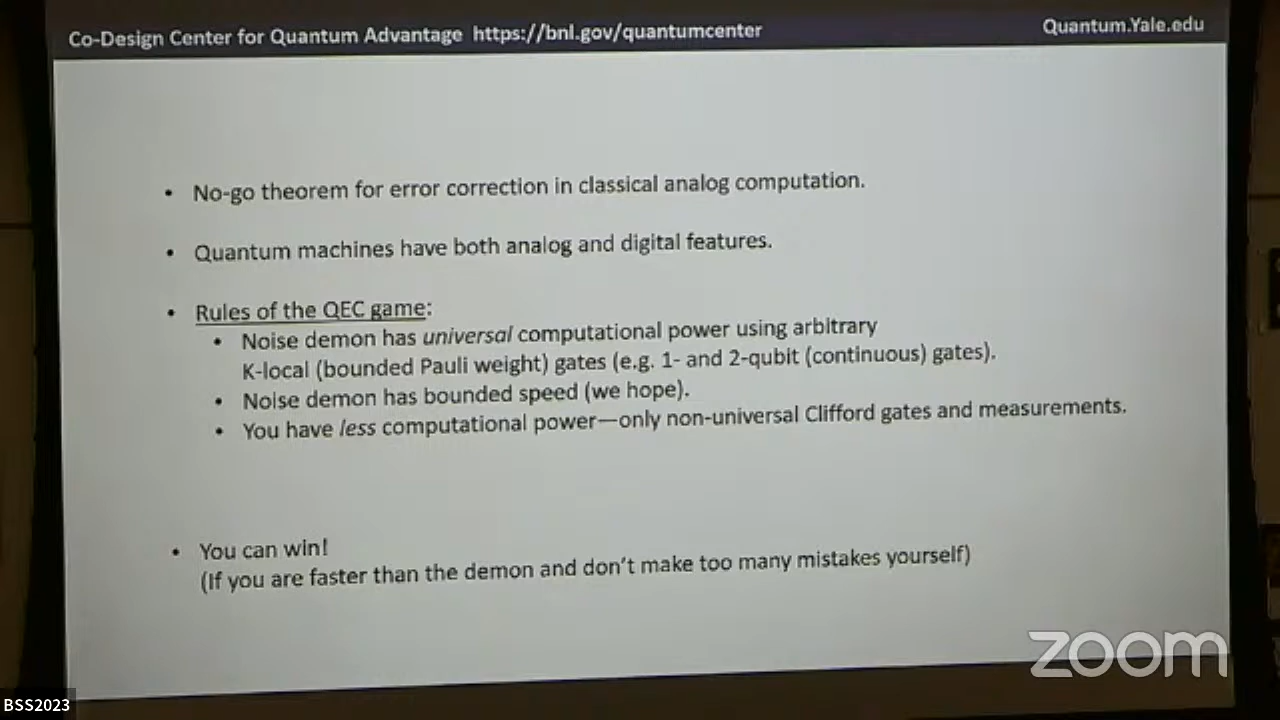 Co-Design Center for Quantum Advantage https://bnl.gov/quantumcenter
Quantum.Yale.edu
• No-go theorem for error correction in classical analog computation.
• Quantum machines have both analog and digital features.
• Rules of the QEC game:
• Noise demon has universal computational power using arbitrary
K-local (bounded Pauli weight) gates (e.g. 1- and 2-qubit (continuous) gates).
• Noise demon has bounded speed (we hope).
• You have less computational power—only non-universal Clifford gates and measurements.
• You can win!
(If you are faster than the demon and don't make too many mistakes yourself)
zoom
BSS2023